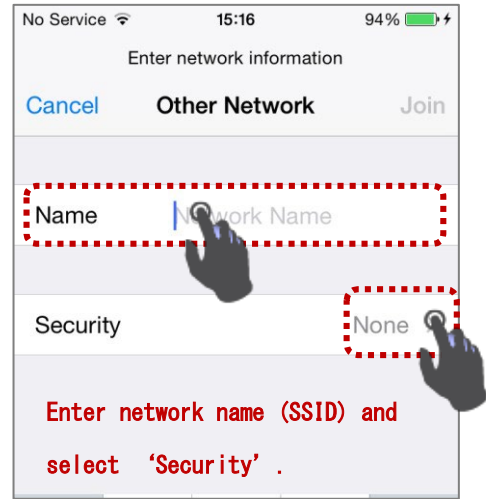 No Service 15:16 94%
Enter network information
Cancel Other Network Join
Name Network Name
Security None
Enter network name (SSID) and
select ‘Security’.